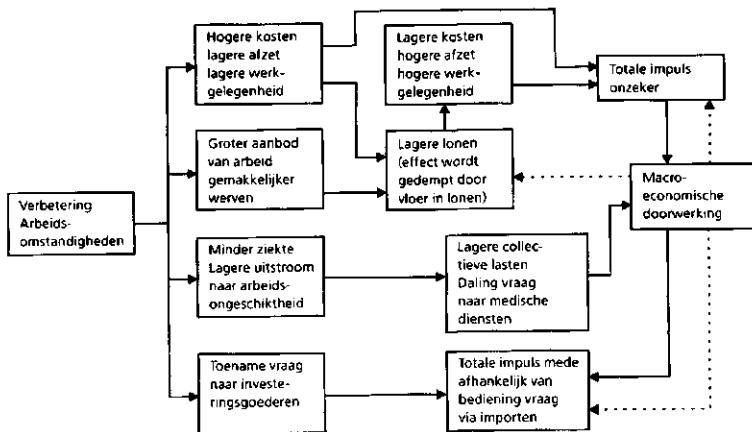 Hogere kosten
lagere afzet
lagere werk-
gelegenheid
Lagere kosten
hogere afzet
hogere werk-
gelegenheid
Totale impuls
onzeker
Groter aanbod
van arbeid
gemakkelijker
werven
Lagere lonen
(effect wordt
gedempt door
vloer in lonen)
Macro-
economische
doorwerking
Verbetering
Arbeids-
omstandigheden
Minder ziekte
Lagere uitstroom
naar arbeids-
ongeschiktheid
Lagere collec-
tieve lasten
Daling vraag
naar medische
diensten
Toename vraag
naar investe-
ringsgoederen
Totale impuls mede
afhankelijk van
bediening vraag
via importen